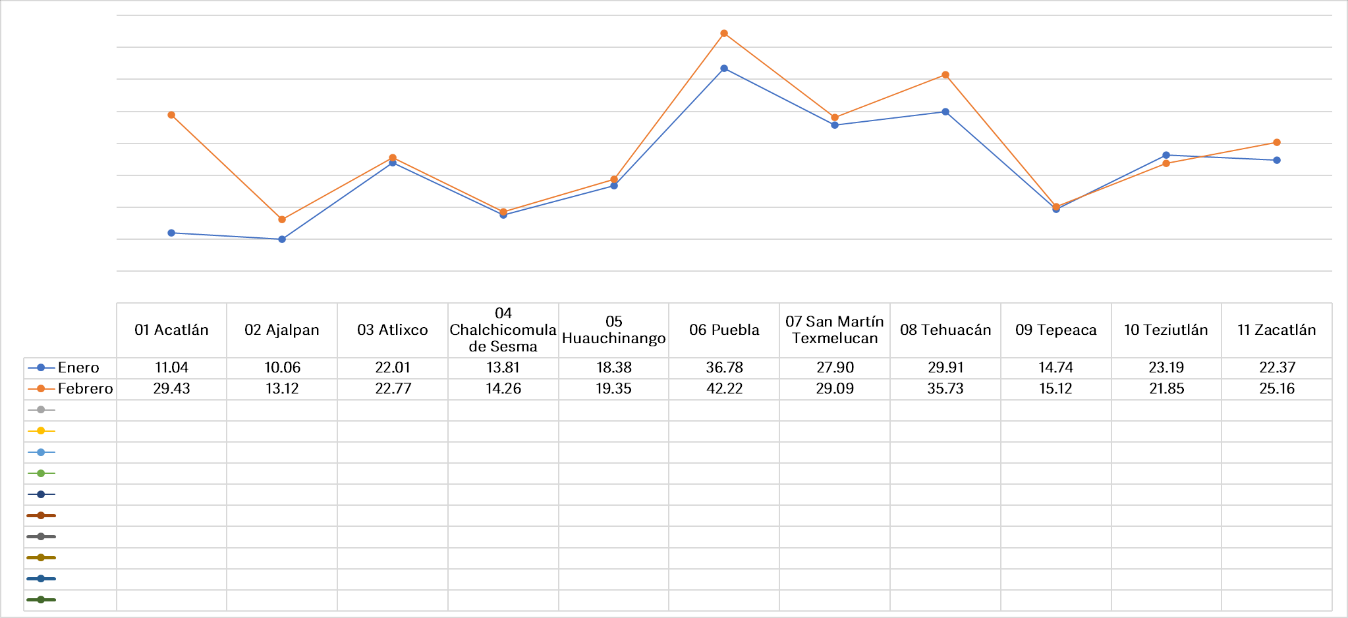 01 Acatlán 02 Ajalpan 03 Atlixco 04 Chalchicomula de Sesma 05 Huauchinango 06 Puebla 07 San Martín Texmelucan 08 Tehuacán 09 Tepeaca 10 Teziutlán 11 Zacatlán
Enero 11.04 10.06 22.01 13.81 18.38 36.78 27.90 29.91 14.74 23.19 22.37
Febrero 29.43 13.12 22.77 14.26 19.35 42.22 29.09 35.73 15.12 21.85 25.16